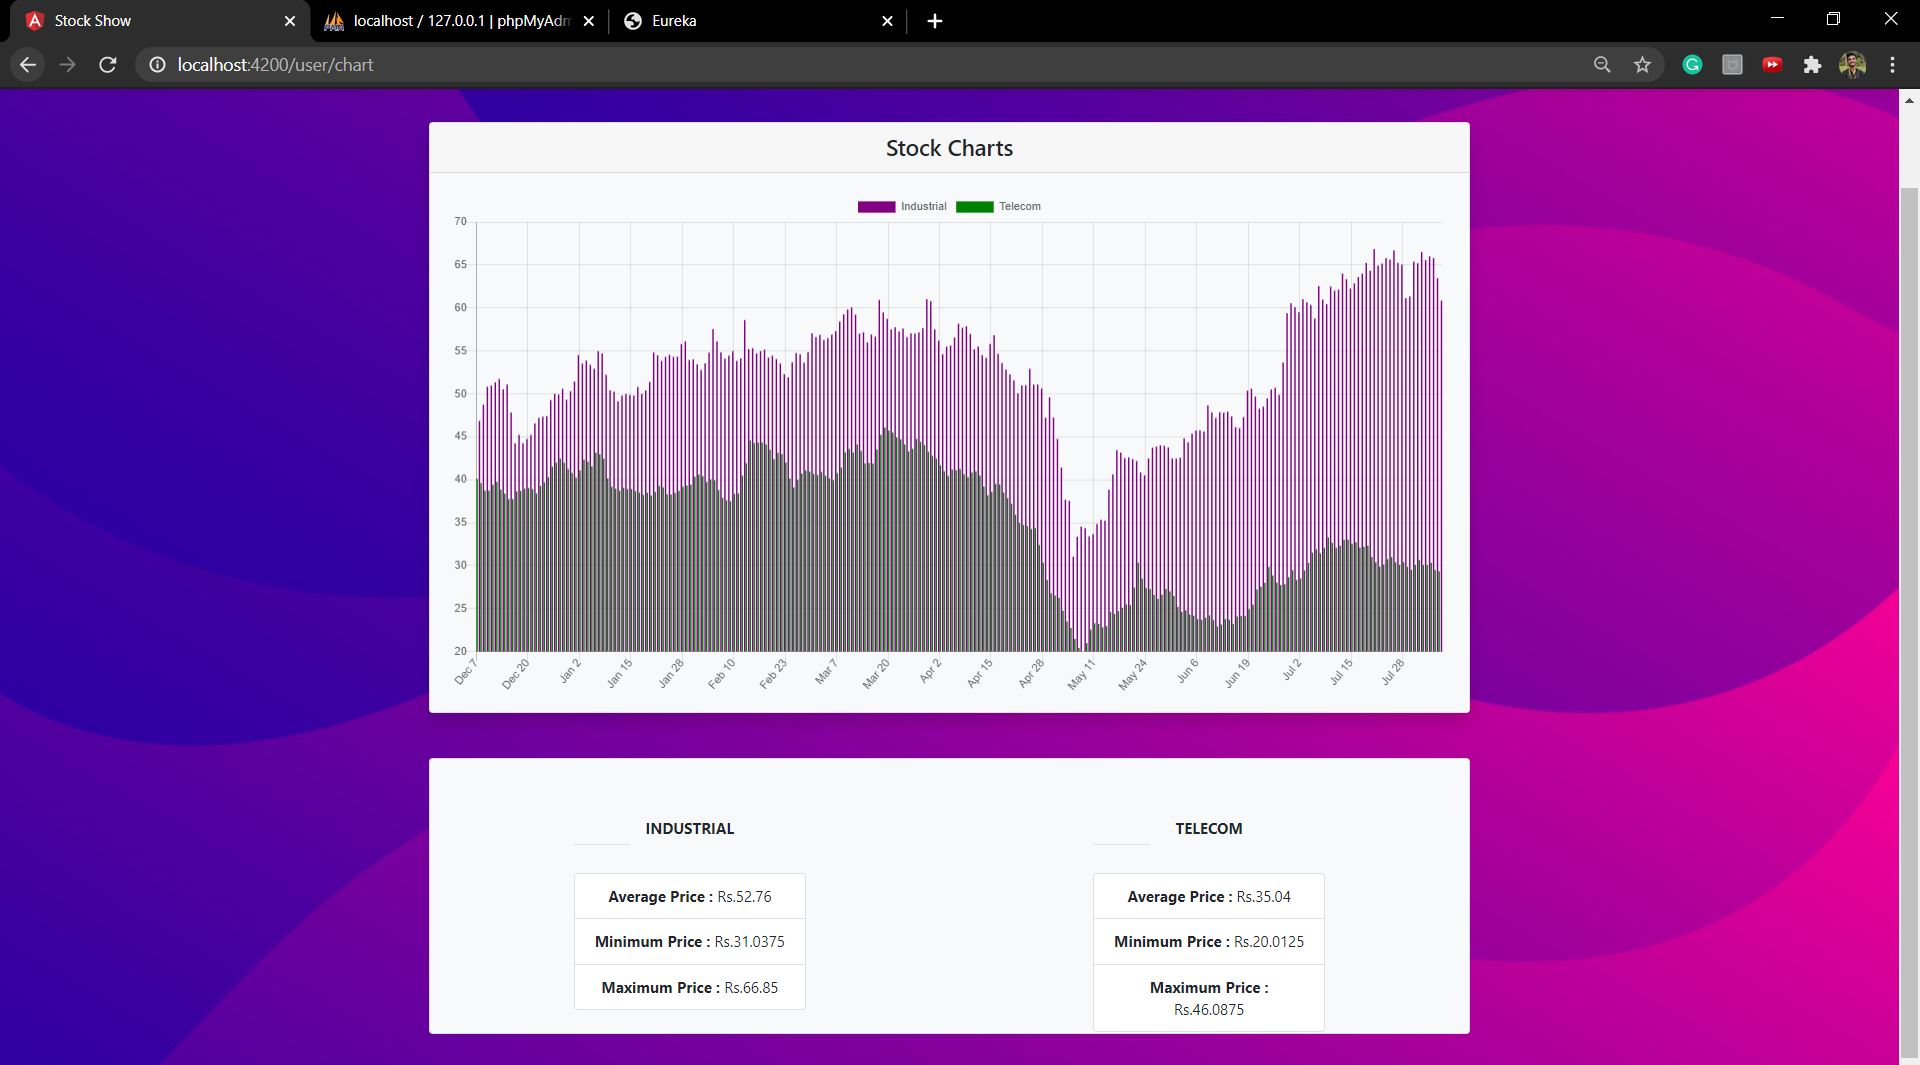 Stock Show
localhost / 127.0.0.1 | phpMyAdm
Eureka
localhost:4200/user/chart
Stock Charts
Industrial
Telecom
70
65
60
55
50
45
40
35
30
25
20
Dec 7
Dec 20
Jan 2
Jan 15
Jan 28
Feb 10
Feb 23
Mar 7
Mar 20
Apr 2
Apr 15
Apr 28
May 11
May 24
Jun 6
Jun 19
Jul 2
Jul 15
Jul 28
INDUSTRIAL
Average Price : Rs.52.76
Minimum Price : Rs.31.0375
Maximum Price : Rs.66.85
TELECOM
Average Price : Rs.35.04
Minimum Price : Rs.20.0125
Maximum Price :
Rs.46.0875